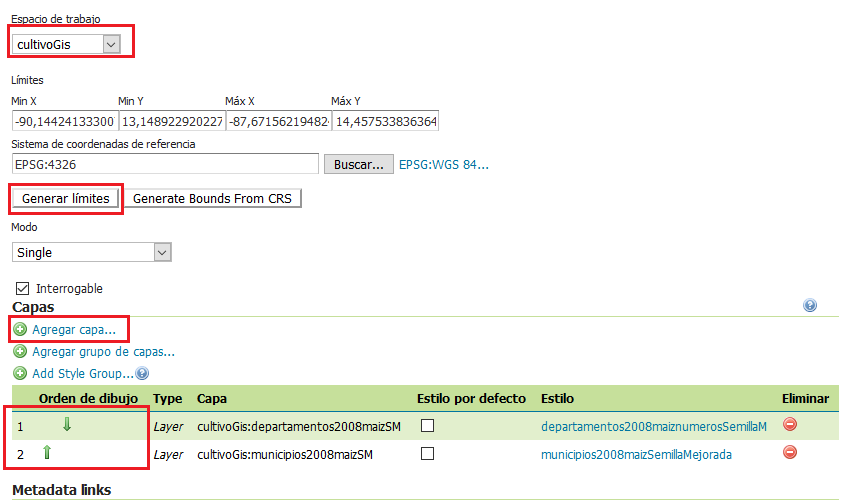 Espacio de trabajo
cultivoGis
Límites
Min X Min Y Máx X Máx Y
-90,14424133300 13,148922920227 -87,67156219482 14,457533836364
Sistema de coordenadas de referencia
EPSG:4326 Buscar... EPSG:WGS 84...
Generar límites Generate Bounds From CRS
Modo
Single
Interrogable
Capas
Agregar capa...
Agregar grupo de capas...
Add Style Group...
Orden de dibujo Type Capa Estilo por defecto Estilo Eliminar
1 Layer cultivoGis:departamentos2008maizSM departamentos2008maiznumerosSemillaM
2 Layer cultivoGis:municipios2008maizSM municipios2008maizSemillaMejorada
Metadata links